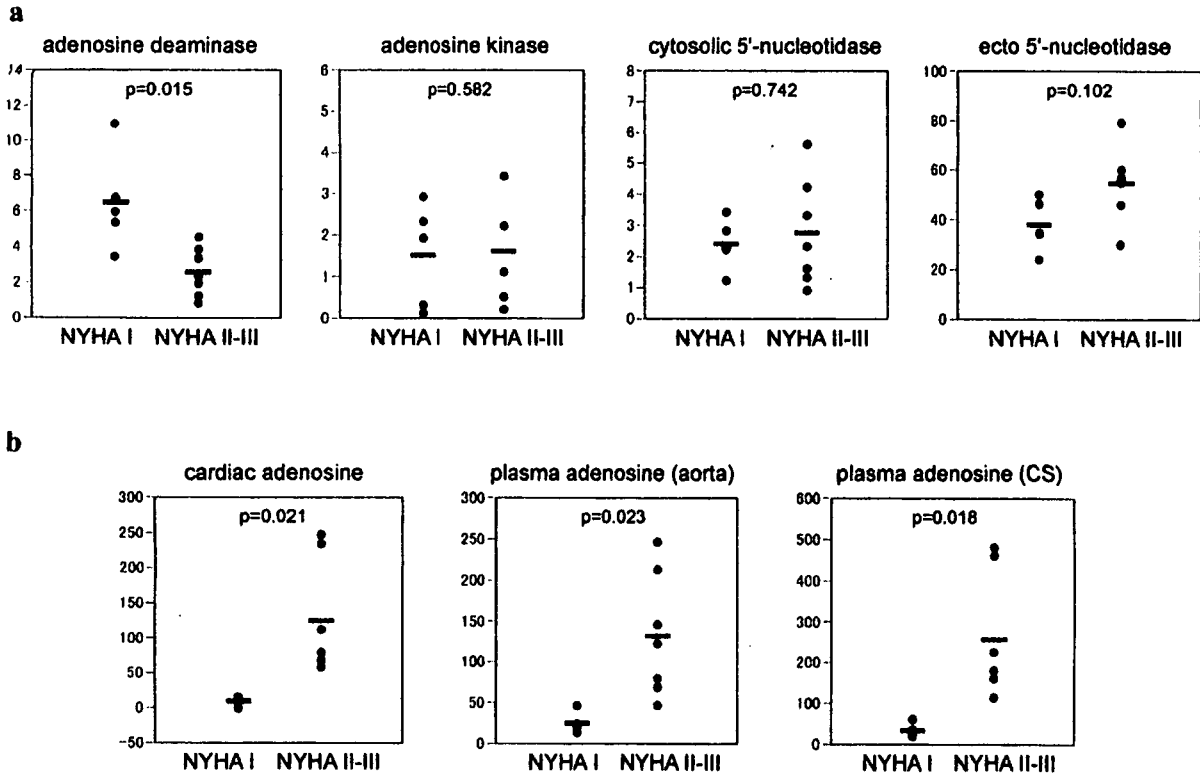 a
adenosine deaminase
adenosine kinase
cytosolic 5'-nucleotidase
ecto 5'-nucleotidase
14
12
10
8
6
4
2
0
p=0.015
NYHA I NYHA II-III
6
5
4
3
2
1
0
p=0.582
NYHA I NYHA II-III
8
7
6
5
4
3
2
1
0
p=0.742
NYHA I NYHA II-III
100
80
60
40
20
0
p=0.102
NYHA I NYHA II-III
b
cardiac adenosine
plasma adenosine (aorta)
plasma adenosine (CS)
300
250
200
150
100
50
0
-50
p=0.021
NYHA I NYHA II-III
300
250
200
150
100
50
0
p=0.023
NYHA I NYHA II-III
600
500
400
300
200
100
0
p=0.018
NYHA I NYHA II-III